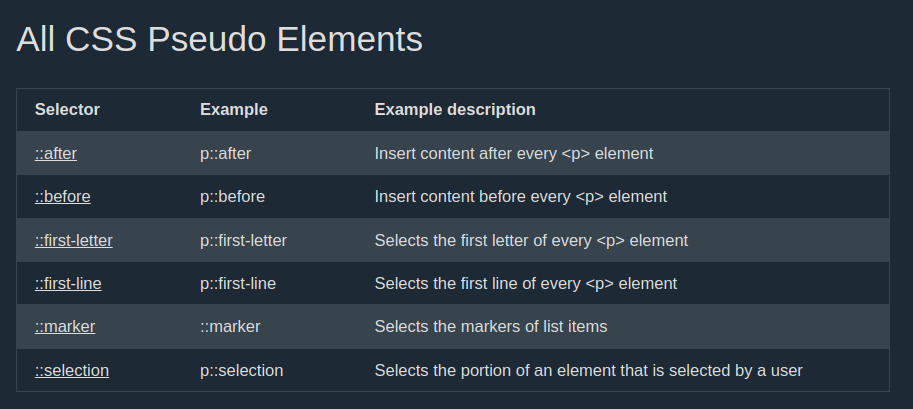 All CSS Pseudo Elements
Selector Example Example description
::after p::after Insert content after every <p> element
::before p::before Insert content before every <p> element
::first-letter p::first-letter Selects the first letter of every <p> element
::first-line p::first-line Selects the first line of every <p> element
::marker ::marker Selects the markers of list items
::selection p::selection Selects the portion of an element that is selected by a user